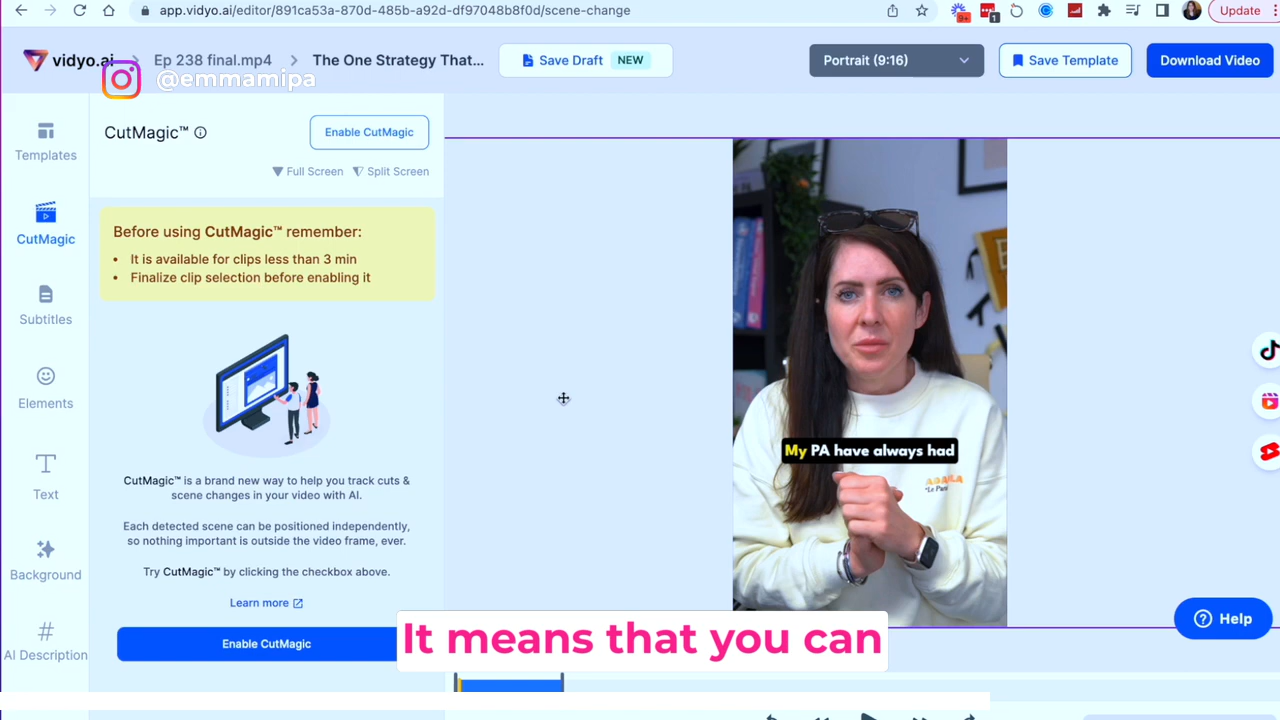 app.vidyo.ai/editor/891ca53a-870d-485b-a92d-df97048b8f0d/scene-change
9+
1
Update
vidyo.ai
Ep 238 final.mp4
The One Strategy That...
Save Draft NEW
Portrait (9:16)
Save Template
Download Video
@emmamipa
Templates
CutMagic
Subtitles
Elements
Text
Background
AI Description
CutMagic™
Enable CutMagic
Full Screen
Split Screen
Before using CutMagic™ remember:
• It is available for clips less than 3 min
• Finalize clip selection before enabling it
CutMagic™ is a brand new way to help you track cuts &
scene changes in your video with AI.
Each detected scene can be positioned independently,
so nothing important is outside the video frame, ever.
Try CutMagic™ by clicking the checkbox above.
Learn more
Enable CutMagic
My PA have always had
Help
It means that you can